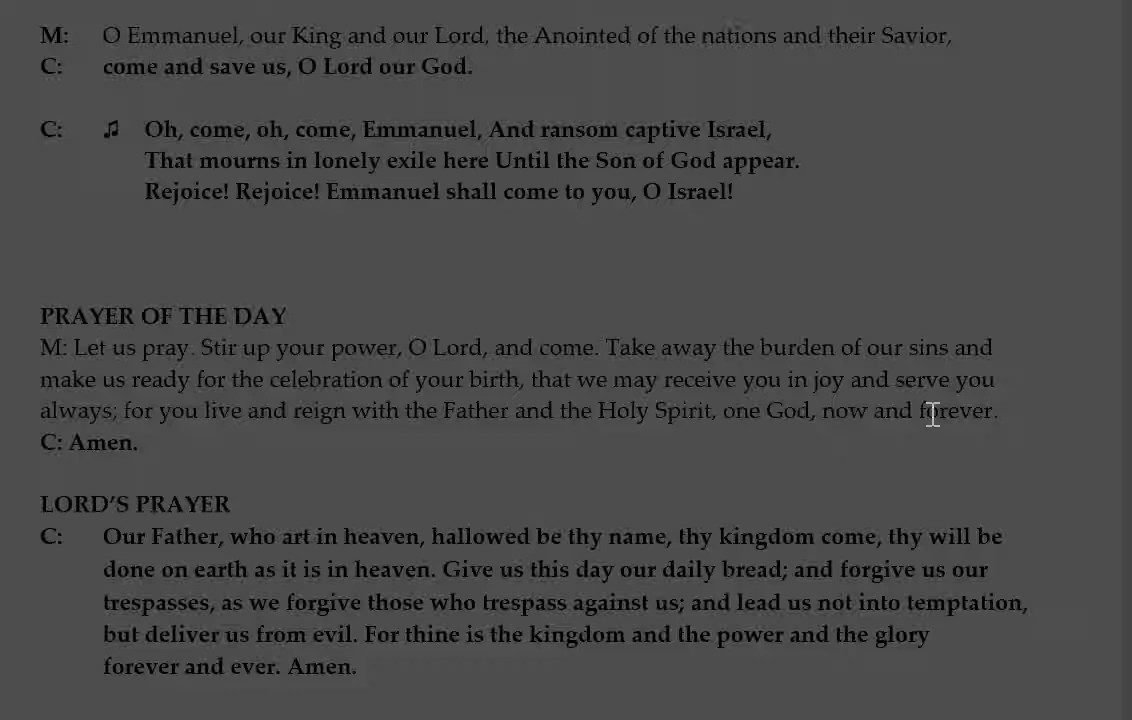 M: O Emmanuel, our King and our Lord, the Anointed of the nations and their Savior,
C: come and save us, O Lord our God.
C: ♫ Oh, come, oh, come, Emmanuel, And ransom captive Israel,
That mourns in lonely exile here Until the Son of God appear.
Rejoice! Rejoice! Emmanuel shall come to you, O Israel!
PRAYER OF THE DAY
M: Let us pray. Stir up your power, O Lord, and come. Take away the burden of our sins and
make us ready for the celebration of your birth, that we may receive you in joy and serve you
always; for you live and reign with the Father and the Holy Spirit, one God, now and forever.
C: Amen.
LORD'S PRAYER
C: Our Father, who art in heaven, hallowed be thy name, thy kingdom come, thy will be
done on earth as it is in heaven. Give us this day our daily bread; and forgive us our
trespasses, as we forgive those who trespass against us; and lead us not into temptation,
but deliver us from evil. For thine is the kingdom and the power and the glory
forever and ever. Amen.